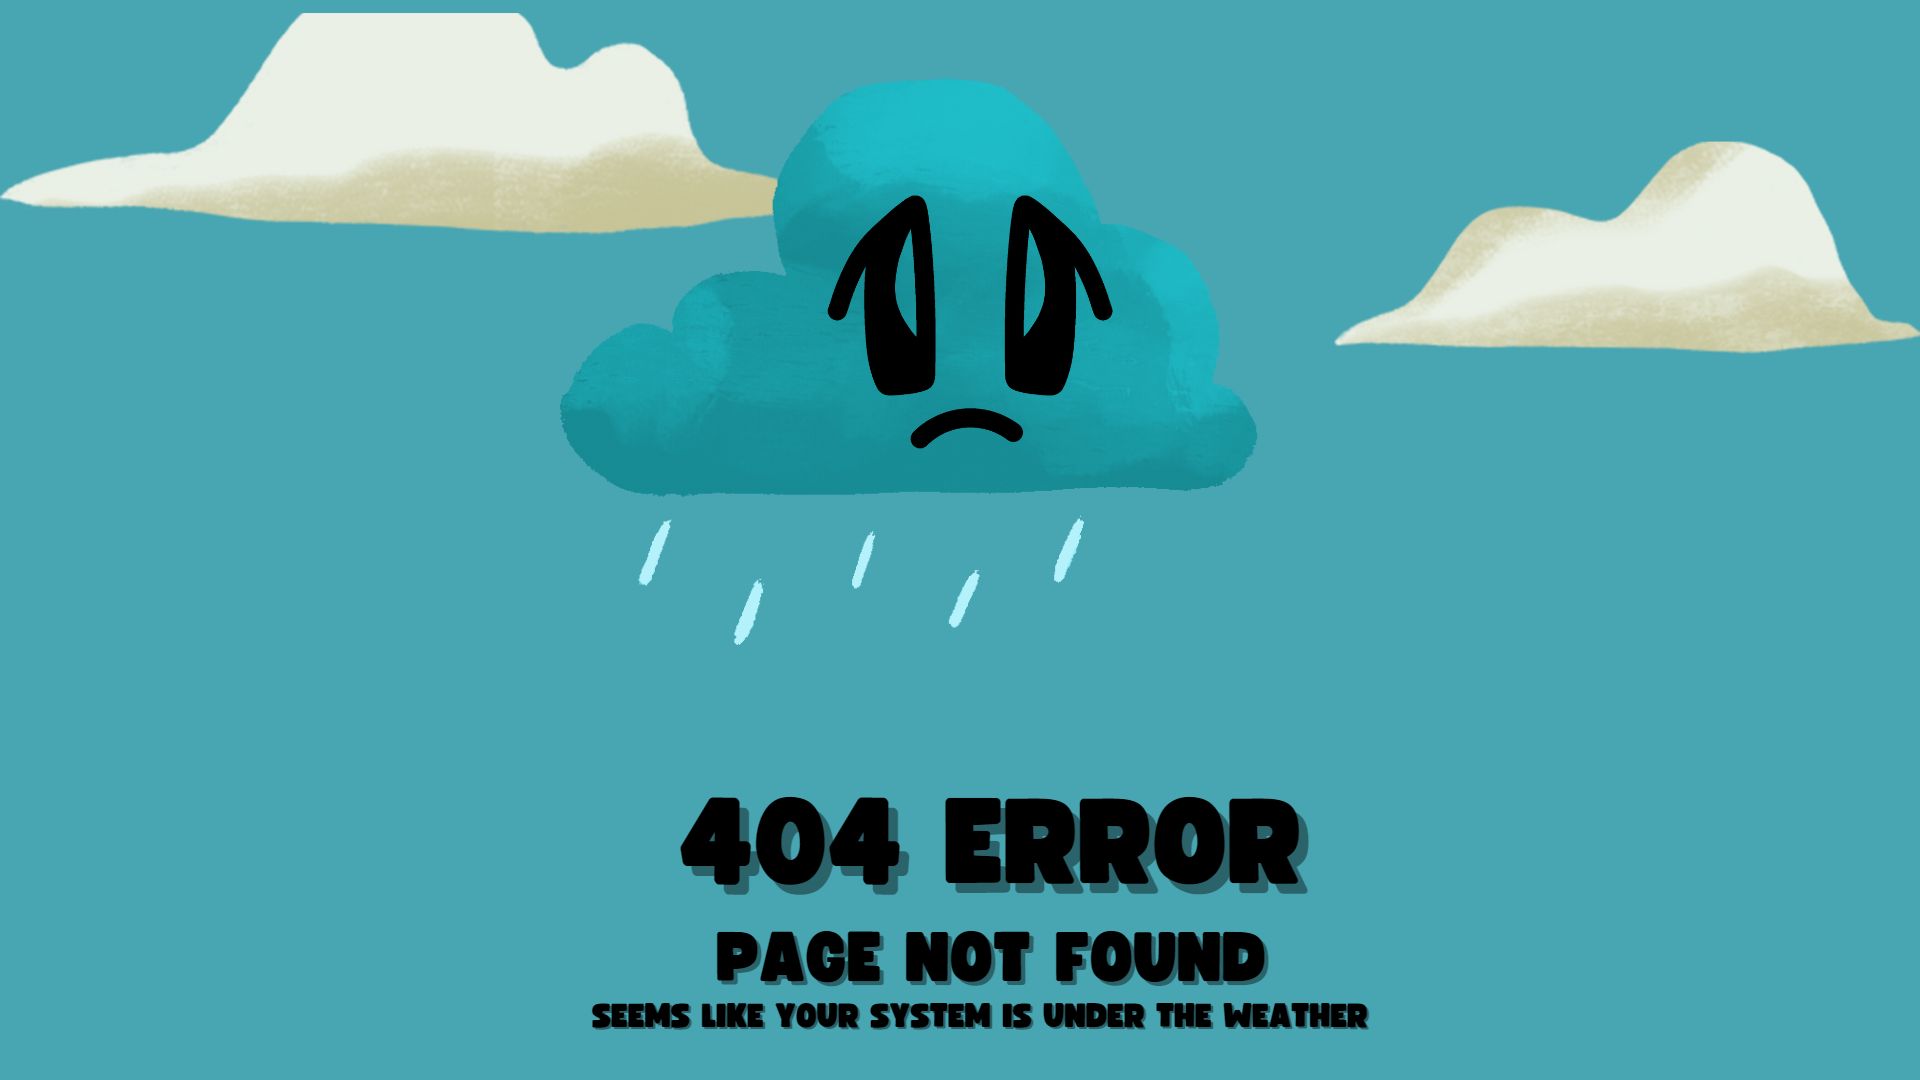 404 ERROR
PAGE NOT FOUND
SEEMS LIKE YOUR SYSTEM IS UNDER THE WEATHER